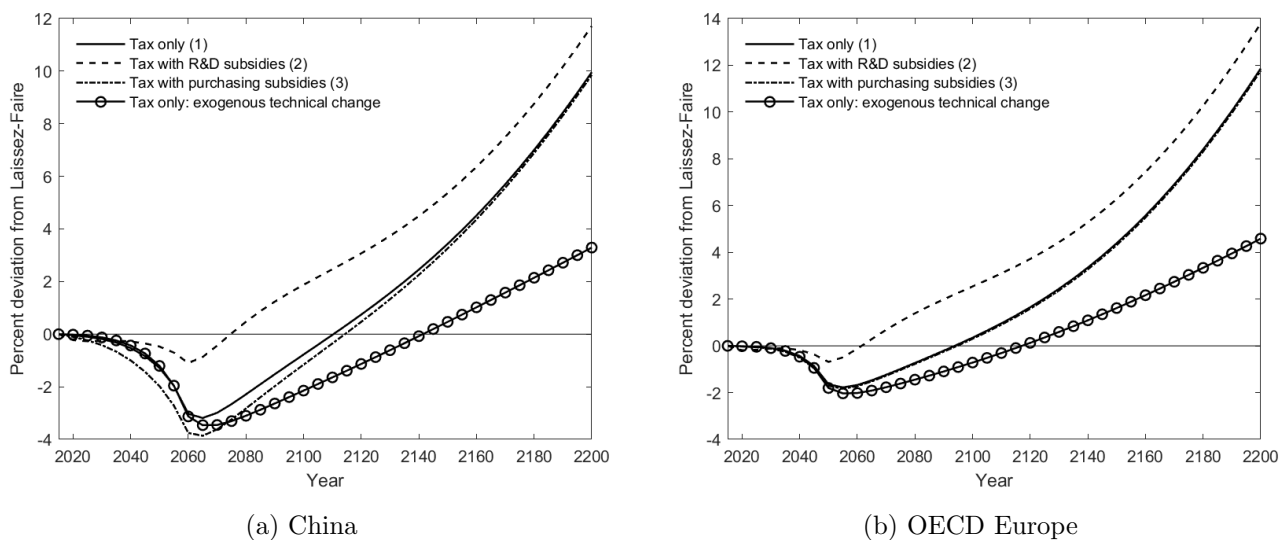 12
10
8
6
4
2
0
-2
-4
Percent deviation from Laissez-Faire
Tax only (1)
Tax with R&D subsidies (2)
Tax with purchasing subsidies (3)
Tax only: exogenous technical change
2020 2040 2060 2080 2100 2120 2140 2160 2180 2200
Year
(a) China
14
12
10
8
6
4
2
0
-2
-4
Percent deviation from Laissez-Faire
Tax only (1)
Tax with R&D subsidies (2)
Tax with purchasing subsidies (3)
Tax only: exogenous technical change
2020 2040 2060 2080 2100 2120 2140 2160 2180 2200
Year
(b) OECD Europe